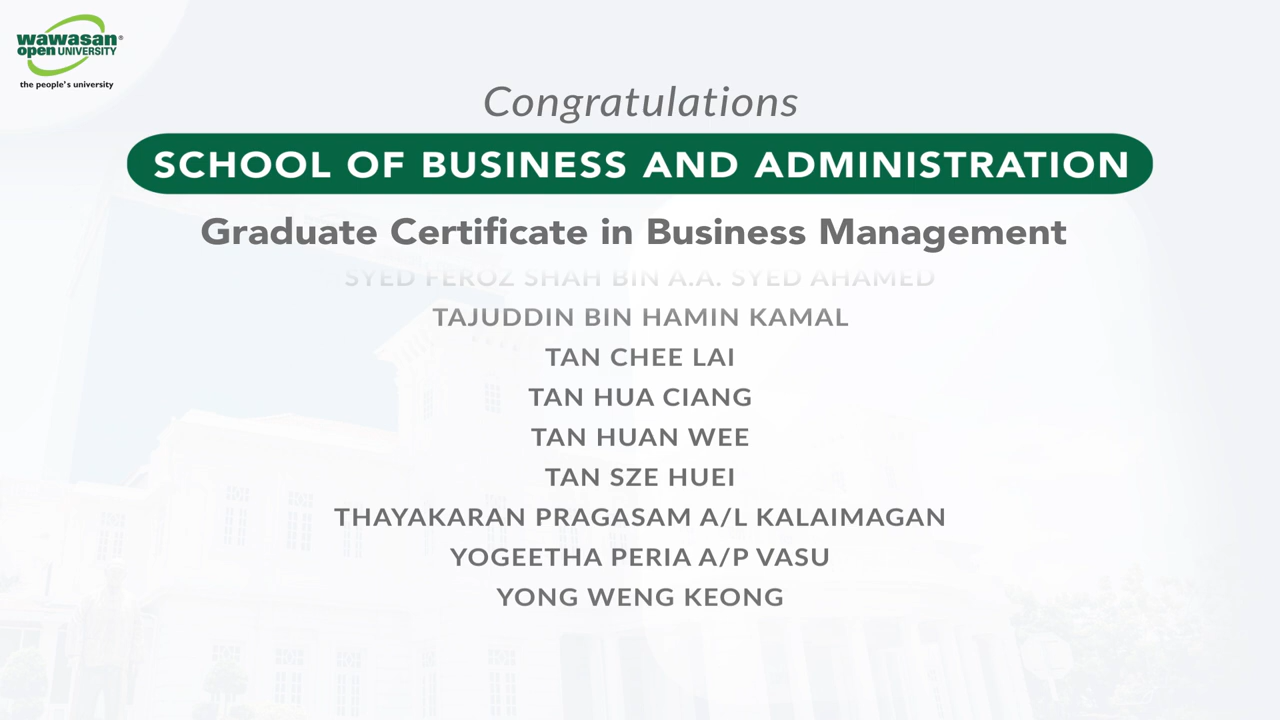 wawasan®
open UNIVERSITY
the people's university
Congratulations
SCHOOL OF BUSINESS AND ADMINISTRATION
Graduate Certificate in Business Management
SYED FEROZ SHAH BIN A.A. SYED AHAMED
TAJUDDIN BIN HAMIN KAMAL
TAN CHEE LAI
TAN HUA CIANG
TAN HUAN WEE
TAN SZE HUEI
THAYAKARAN PRAGASAM A/L KALAIMAGAN
YOGEETHA PERIA A/P VASU
YONG WENG KEONG